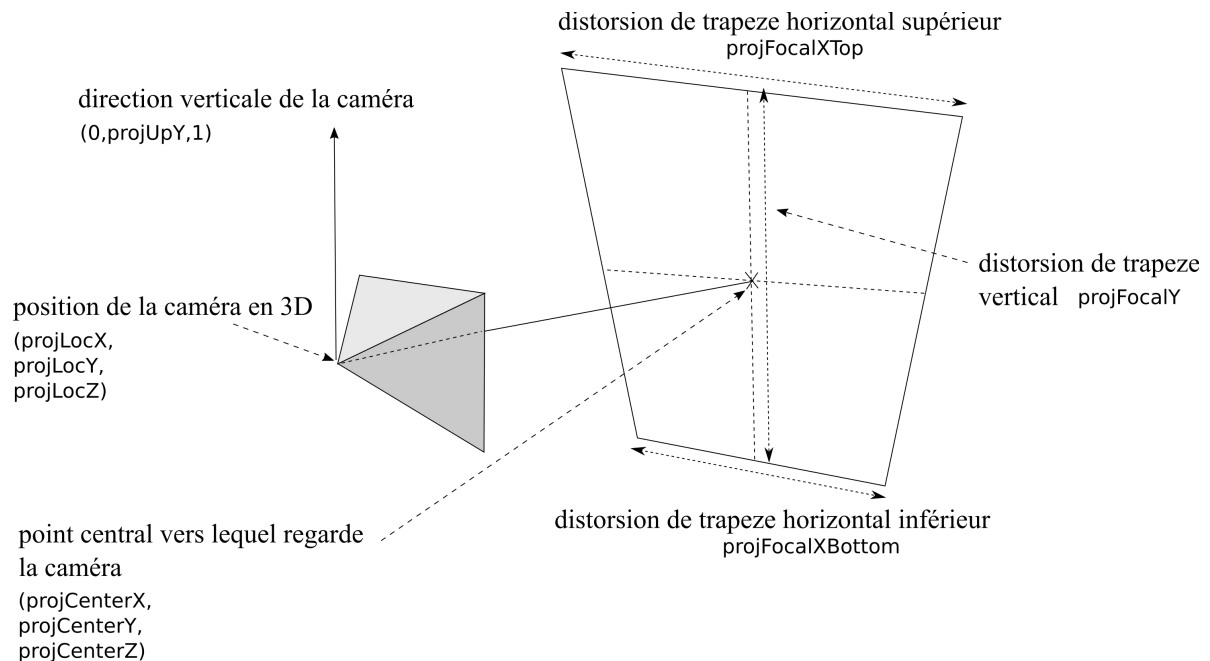 distorsion de trapeze horizontal supérieur
projFocalXTop
direction verticale de la caméra
(0,projUpY,1)
distorsion de trapeze
vertical projFocalY
position de la caméra en 3D
(projLocX,
projLocY,
projLocZ)
distorsion de trapeze horizontal inférieur
projFocalXBottom
point central vers lequel regarde
la caméra
(projCenterX,
projCenterY,
projCenterZ)